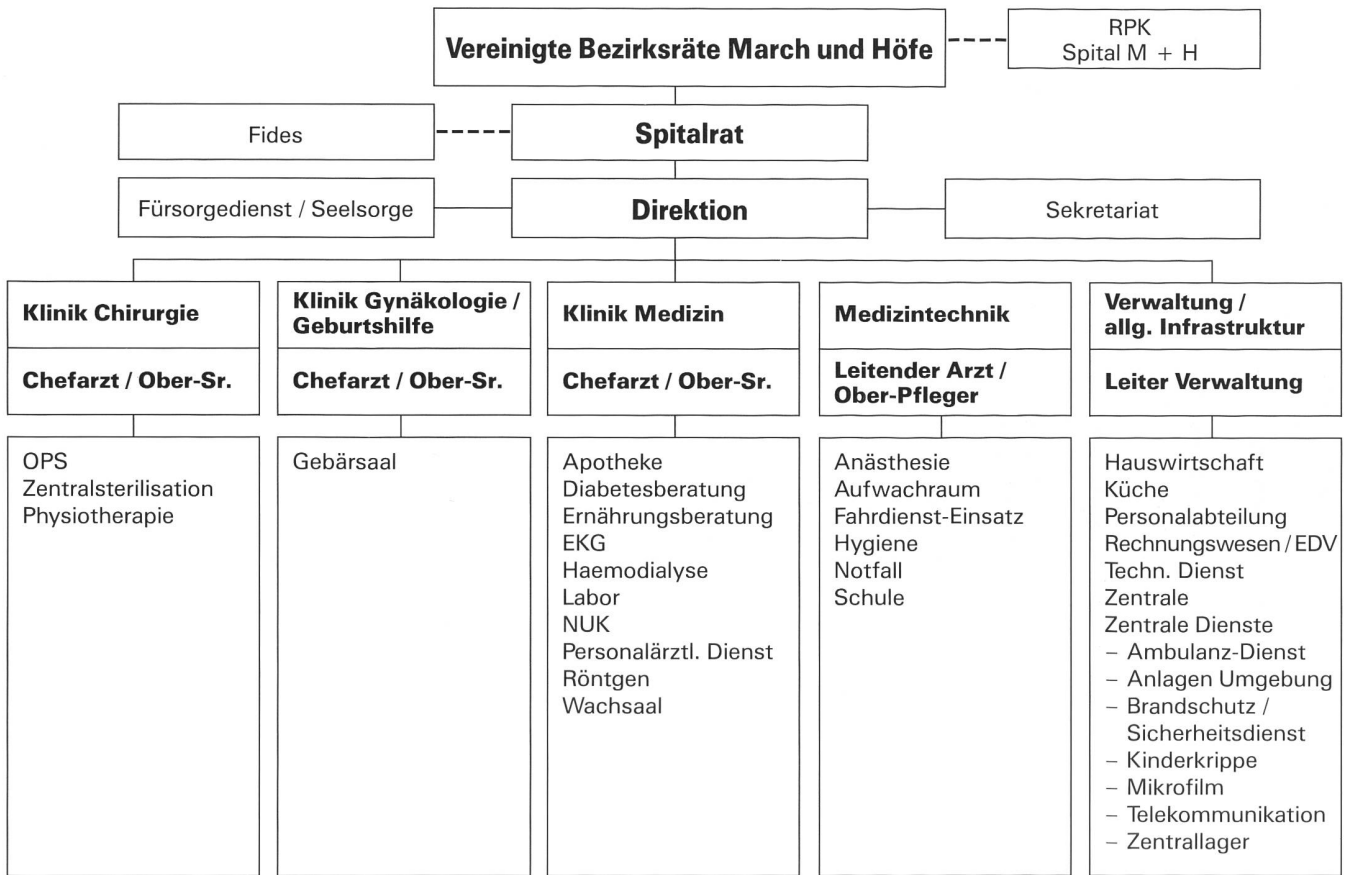 Vereinigte Bezirksräte March und Höfe
RPK
Spital M + H
Fides
Spitalrat
Fürsorgedienst / Seelsorge
Direktion
Sekretariat
Klinik Chirurgie
Chefarzt / Ober-Sr.
OPS
Zentralsterilisation
Physiotherapie
Klinik Gynäkologie /
Geburtshilfe
Chefarzt / Ober-Sr.
Gebärsaal
Klinik Medizin
Chefarzt / Ober-Sr.
Apotheke
Diabetesberatung
Ernährungsberatung
EKG
Haemodialyse
Labor
NUK
Personalärztl. Dienst
Röntgen
Wachsaal
Medizintechnik
Leitender Arzt /
Ober-Pfleger
Anästhesie
Aufwachraum
Fahrdienst-Einsatz
Hygiene
Notfall
Schule
Verwaltung /
allg. Infrastruktur
Leiter Verwaltung
Hauswirtschaft
Küche
Personalabteilung
Rechnungswesen / EDV
Techn. Dienst
Zentrale
Zentrale Dienste
– Ambulanz-Dienst
– Anlagen Umgebung
– Brandschutz /
Sicherheitsdienst
– Kinderkrippe
– Mikrofilm
– Telekommunikation
– Zentrallager